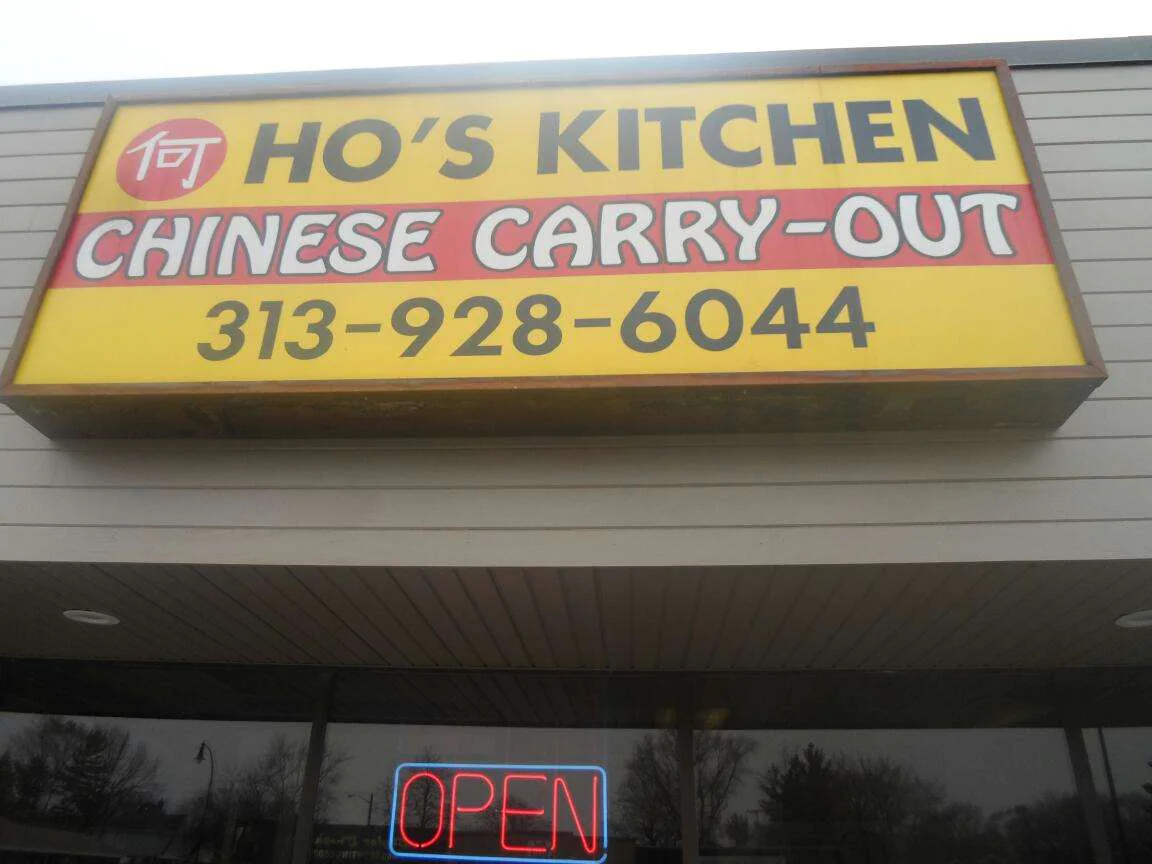 何 HO'S KITCHEN
CHINESE CARRY-OUT
313-928-6044
OPEN